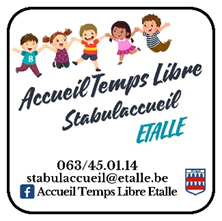 Accueil Temps Libre
Stabulaccueil
ETALLE
063/45.01.14
stabulaccueil@etalle.be
Accueil Temps Libre Etalle